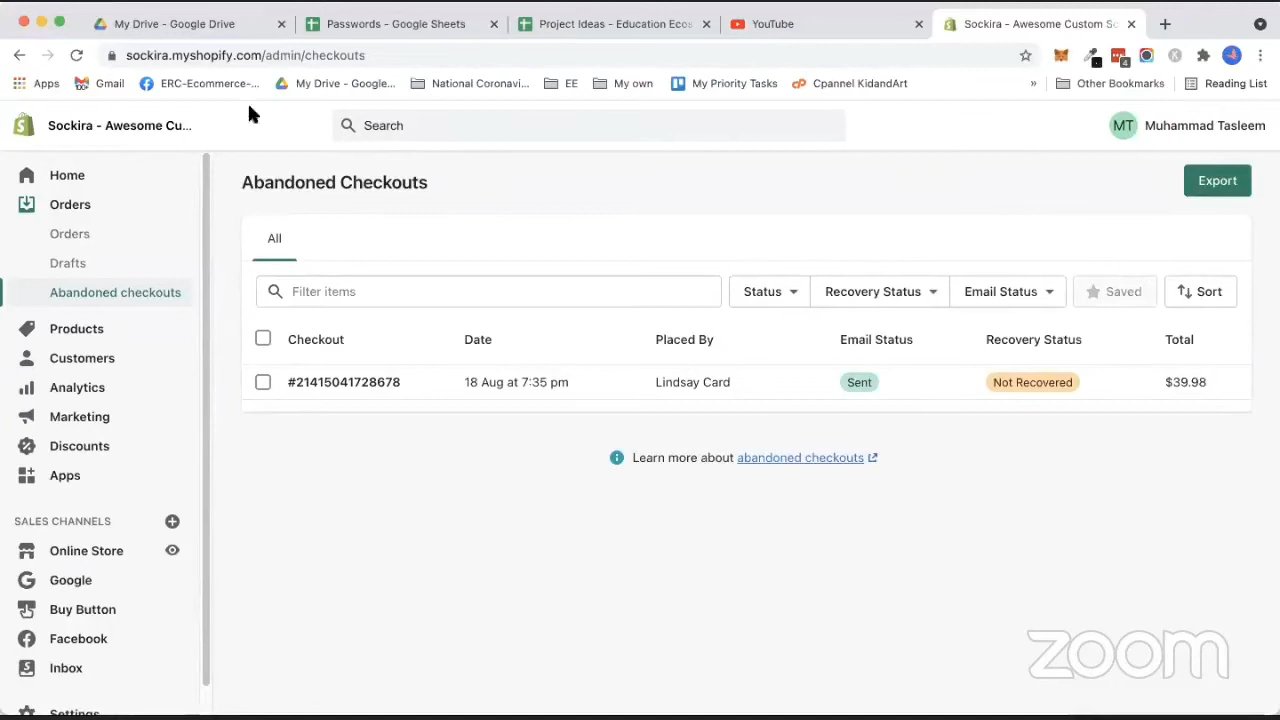 My Drive - Google Drive
Passwords - Google Sheets
Project Ideas - Education Ecos
YouTube
Sockira - Awesome Custom So
sockira.myshopify.com/admin/checkouts
4
Apps
Gmail
ERC-Ecommerce-...
My Drive - Google...
National Coronavi...
EE
My own
My Priority Tasks
Cpannel KidandArt
»
Other Bookmarks
Reading List
Sockira - Awesome Cu...
Search
MT
Muhammad Tasleem
Home
Orders
Orders
Drafts
Abandoned checkouts
Products
Customers
Analytics
Marketing
Discounts
Apps
SALES CHANNELS
Online Store
Google
Buy Button
Facebook
Inbox
Settings
Abandoned Checkouts
Export
All
Filter items
Status
Recovery Status
Email Status
Saved
Sort
Checkout Date Placed By Email Status Recovery Status Total
#21415041728678 18 Aug at 7:35 pm Lindsay Card Sent Not Recovered $39.98
Learn more about abandoned checkouts
zoom